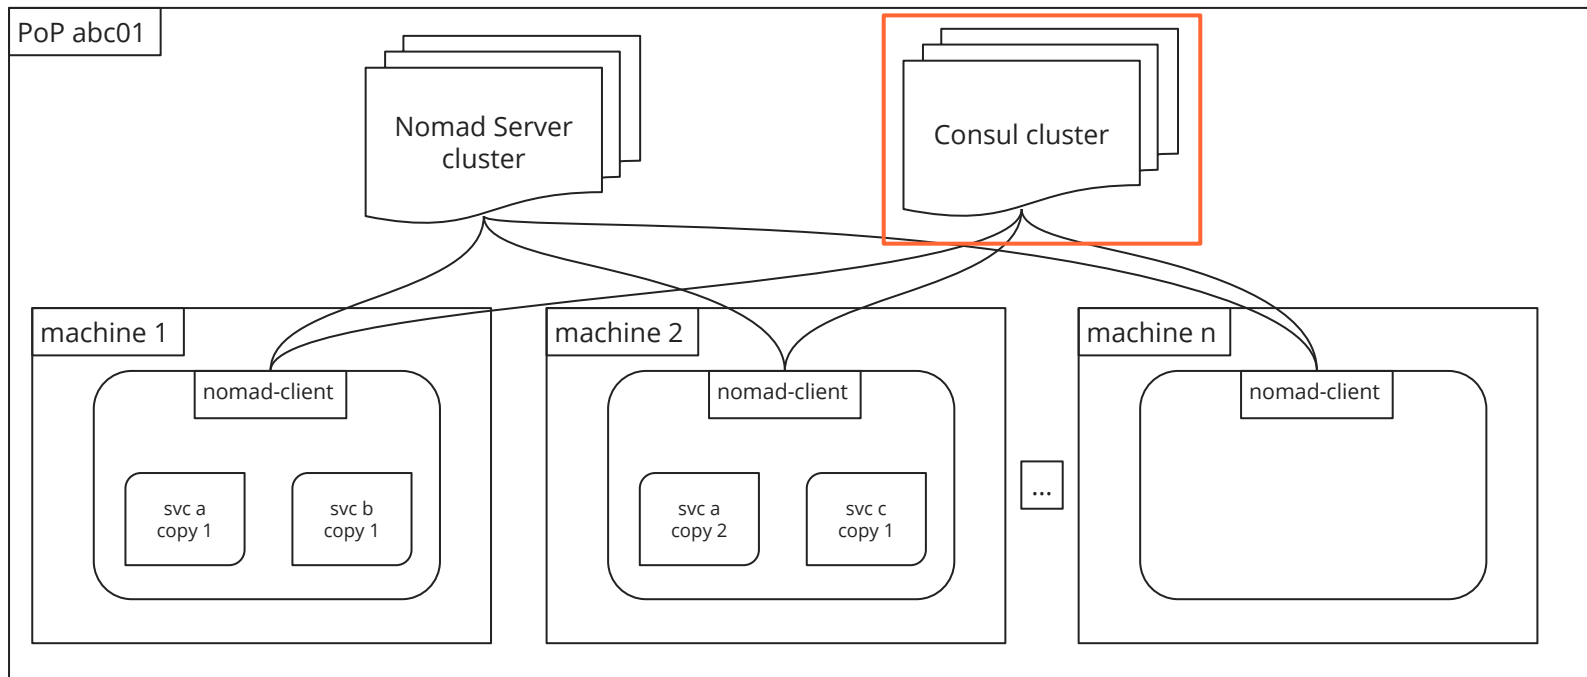 PoP abc01
Nomad Server
cluster
Consul cluster
machine 1
nomad-client
svc a
copy 1
svc b
copy 1
machine 2
nomad-client
svc a
copy 2
svc c
copy 1
...
machine n
nomad-client